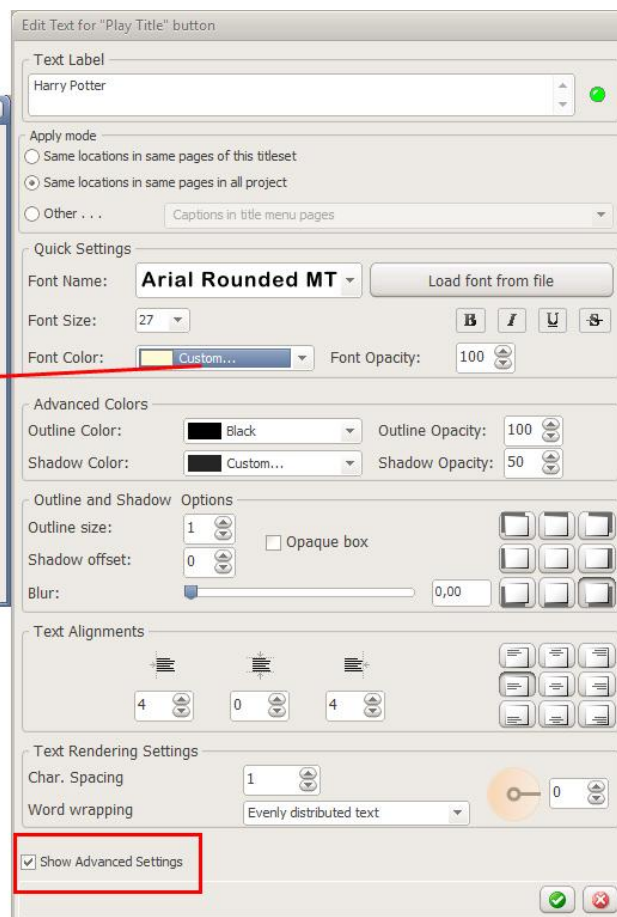 Edit Text for "Play Title" button
Text Label
Harry Potter
Apply mode
Same locations in same pages of this titleset
Same locations in same pages in all project
Other . . . Captions in title menu pages
Quick Settings
Font Name: Arial Rounded MT Load font from file
Font Size: 27 B I U S
Font Color: Custom... Font Opacity: 100
Advanced Colors
Outline Color: Black Outline Opacity: 100
Shadow Color: Custom... Shadow Opacity: 50
Outline and Shadow Options
Outline size: 1 Opaque box
Shadow offset: 0
Blur: 0,00
Text Alignments
4 0 4
Text Rendering Settings
Char. Spacing 1 0
Word wrapping Evenly distributed text
Show Advanced Settings